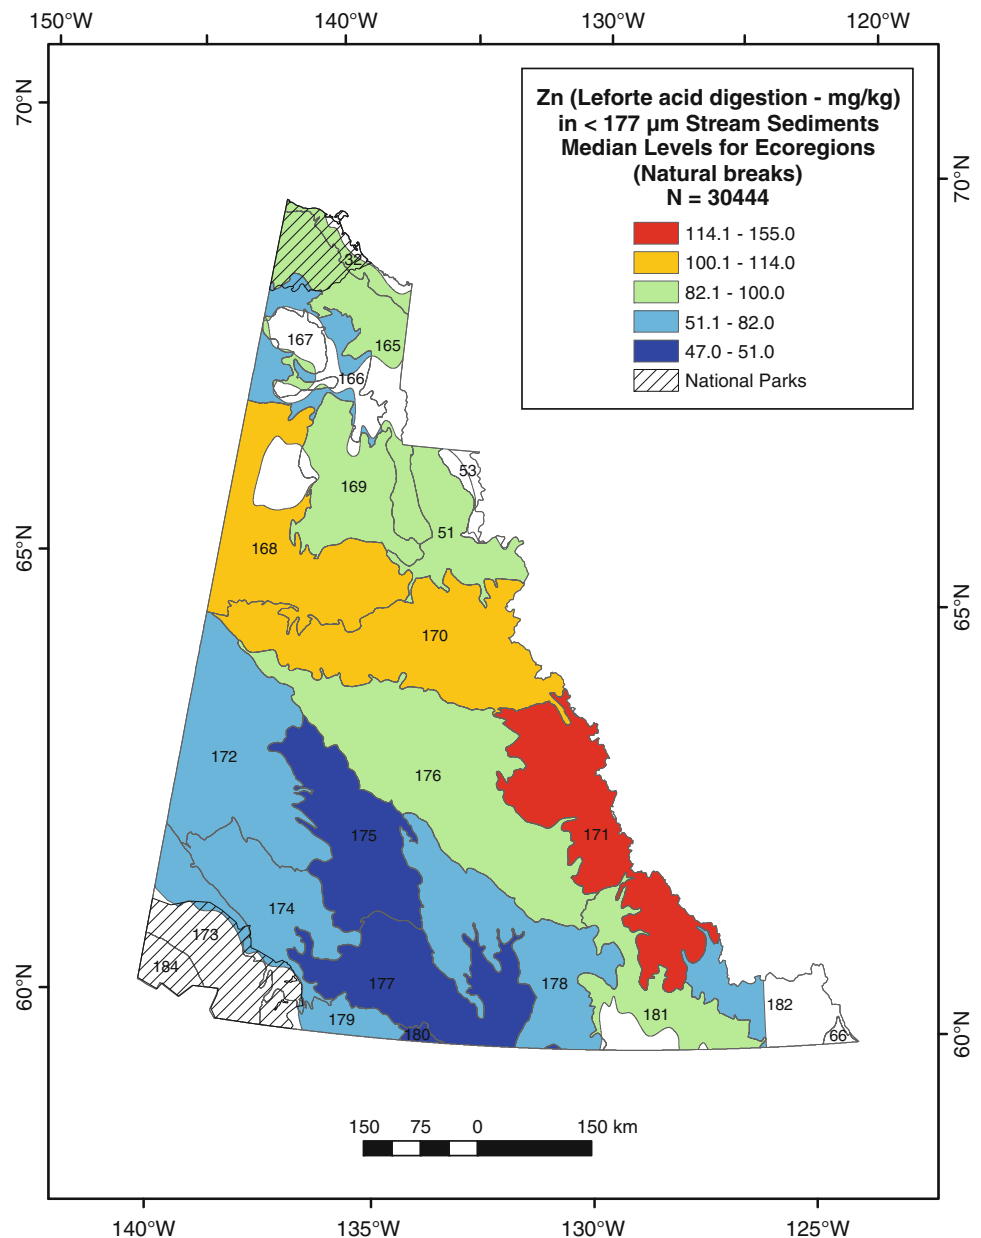 150°W 140°W 130°W 120°W
70°N
70°N
65°N
65°N
60°N
60°N
Zn (Leforte acid digestion - mg/kg)
in < 177 µm Stream Sediments
Median Levels for Ecoregions
(Natural breaks)
N = 30444
114.1 - 155.0
100.1 - 114.0
82.1 - 100.0
51.1 - 82.0
47.0 - 51.0
National Parks
32
167
165
166
53
169
51
168
170
172
176
175
171
174
173
184
177
178
179
180
181
182
66
150 75 0 150 km
140°W 135°W 130°W 125°W